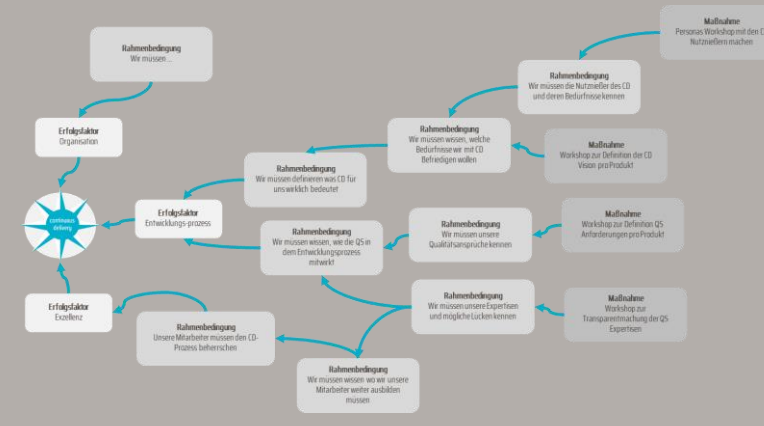 Maßnahme
Personas Workshop mit den C
Nutznießern machen
Rahmenbedingung
Wir müssen ...
Rahmenbedingung
Wir müssen die Nutznießer des CD
und deren Bedürfnisse kennen
Erfolgsfaktor
Organisation
Rahmenbedingung
Wir müssen wissen, welche
Bedürfnisse wir mit CD
Befriedigen wollen
Maßnahme
Workshop zur Definition der CD
Vision pro Produkt
Rahmenbedingung
Wir müssen definieren was CD für
uns wirklich bedeutet
continuous
delivery
Erfolgsfaktor
Entwicklungs-prozess
Rahmenbedingung
Wir müssen wissen, wie die QS in
dem Entwicklungsprozess
mitwirkt
Rahmenbedingung
Wir müssen unsere
Qualitätsansprüche kennen
Maßnahme
Workshop zur Definition QS
Anforderungen pro Produkt
Erfolgsfaktor
Exzellenz
Rahmenbedingung
Unsere Mitarbeiter müssen den CD-
Prozess beherrschen
Rahmenbedingung
Wir müssen unsere Expertisen
und mögliche Lücken kennen
Maßnahme
Workshop zur
Transparentmachung der QS
Expertisen
Rahmenbedingung
Wir müssen wissen wo wir unsere
Mitarbeiter weiter ausbilden
müssen